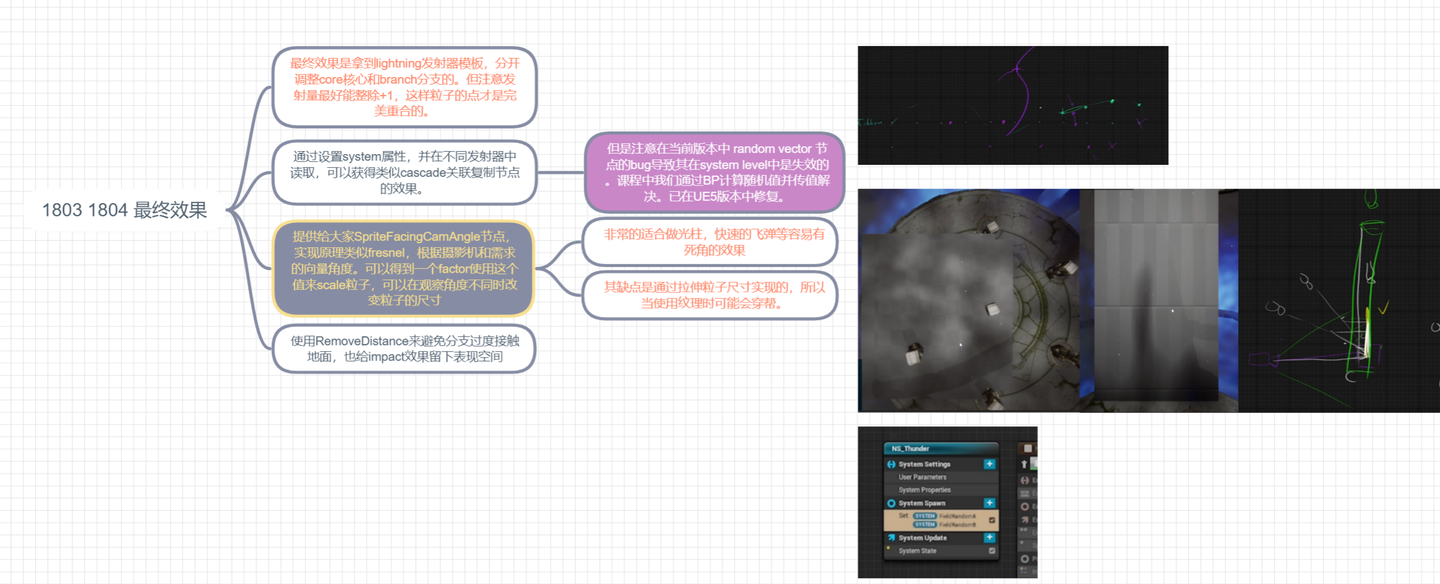 1803 1804 最终效果
最终效果是拿到lightning发射器模板，分开
调整core核心和branch分支的。但注意发
射量最好能整除+1，这样粒子的点才是完
美重合的。
通过设置system属性，并在不同发射器中
读取，可以获得类似cascade关联复制节点
的效果。
但是注意在当前版本中 random vector 节
点的bug导致其在system level中是失效的
。课程中我们通过BP计算随机值并传值解
决。已在UE5版本中修复。
提供给大家SpriteFacingCamAngle节点，
实现原理类似fresnel，根据摄影机和需求
的向量角度。可以得到一个factor使用这个
值来scale粒子，可以在观察角度不同时改
变粒子的尺寸
非常的适合做光柱，快速的飞弹等容易有
死角的效果
其缺点是通过拉伸粒子尺寸实现的，所以
当使用纹理时可能会穿帮。
使用RemoveDistance来避免分支过度接触
地面，也给impact效果留下表现空间
NS_Thunder
System Settings
User Parameters
System Properties
System Spawn
Set: SYSTEM FieldRandomA
SYSTEM FieldRandomB
System Update
System State